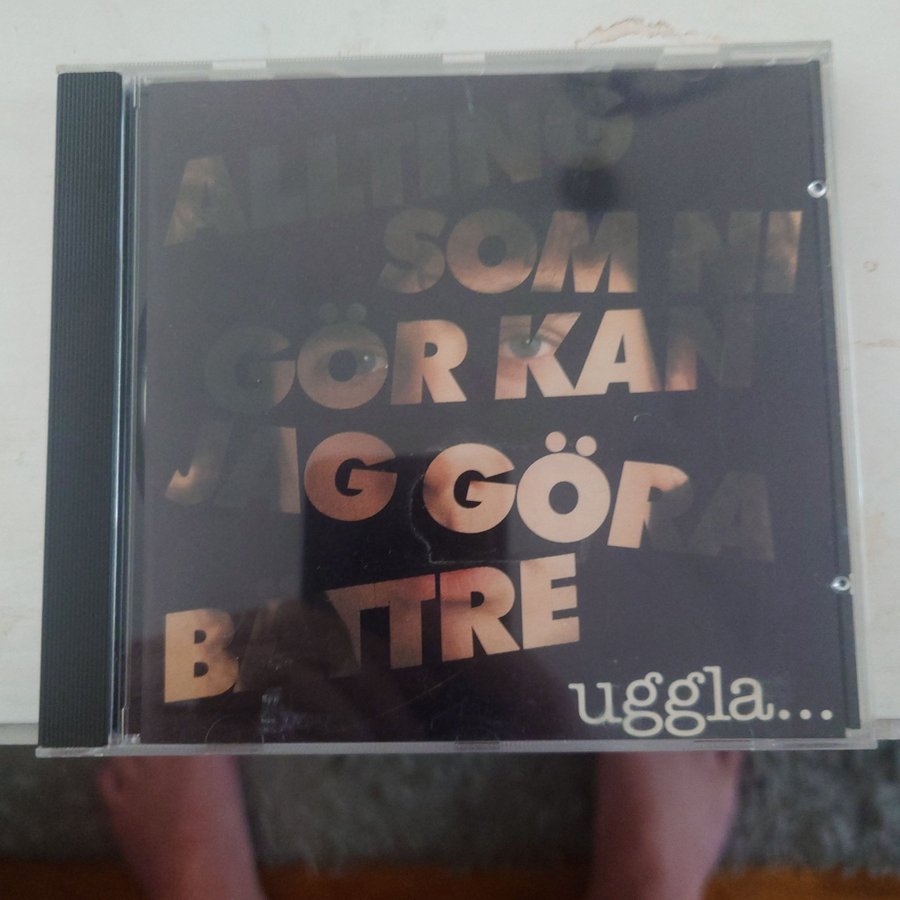 ALLTING
SOM NI
GÖR KAN
JAG GÖRA
BÄTTRE
uggla...